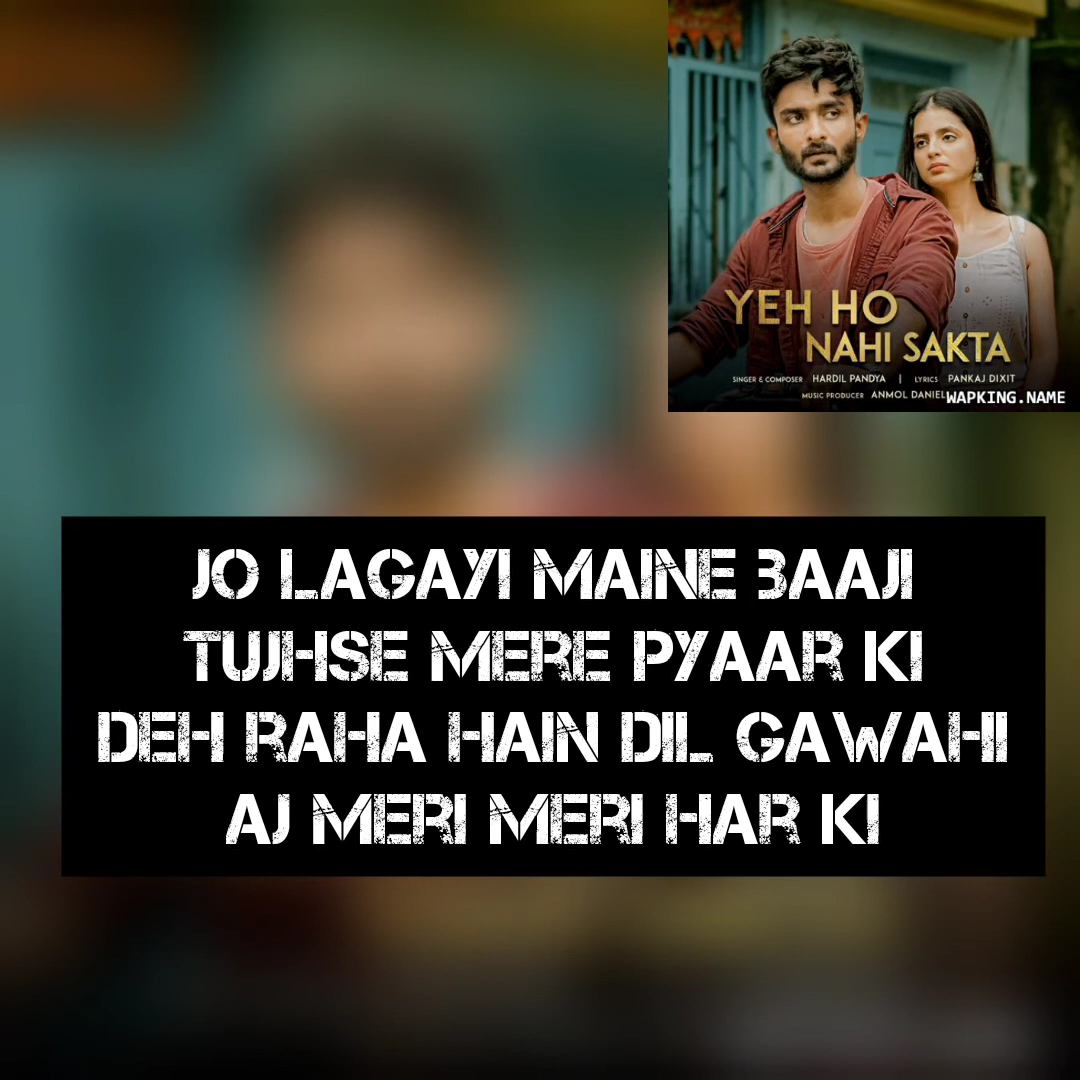 YEH HO
NAHI SAKTA
SINGER & COMPOSER HARDIL PANDYA | LYRICS PANKAJ DIXIT
MUSIC PRODUCER ANMOL DANIEL WAPKING.NAME
JO LAGAYI MAINE BAAJI
TUJHSE MERE PYAAR KI
DEH RAHA HAIN DIL GAWAHI
AJ MERI MERI HAR KI